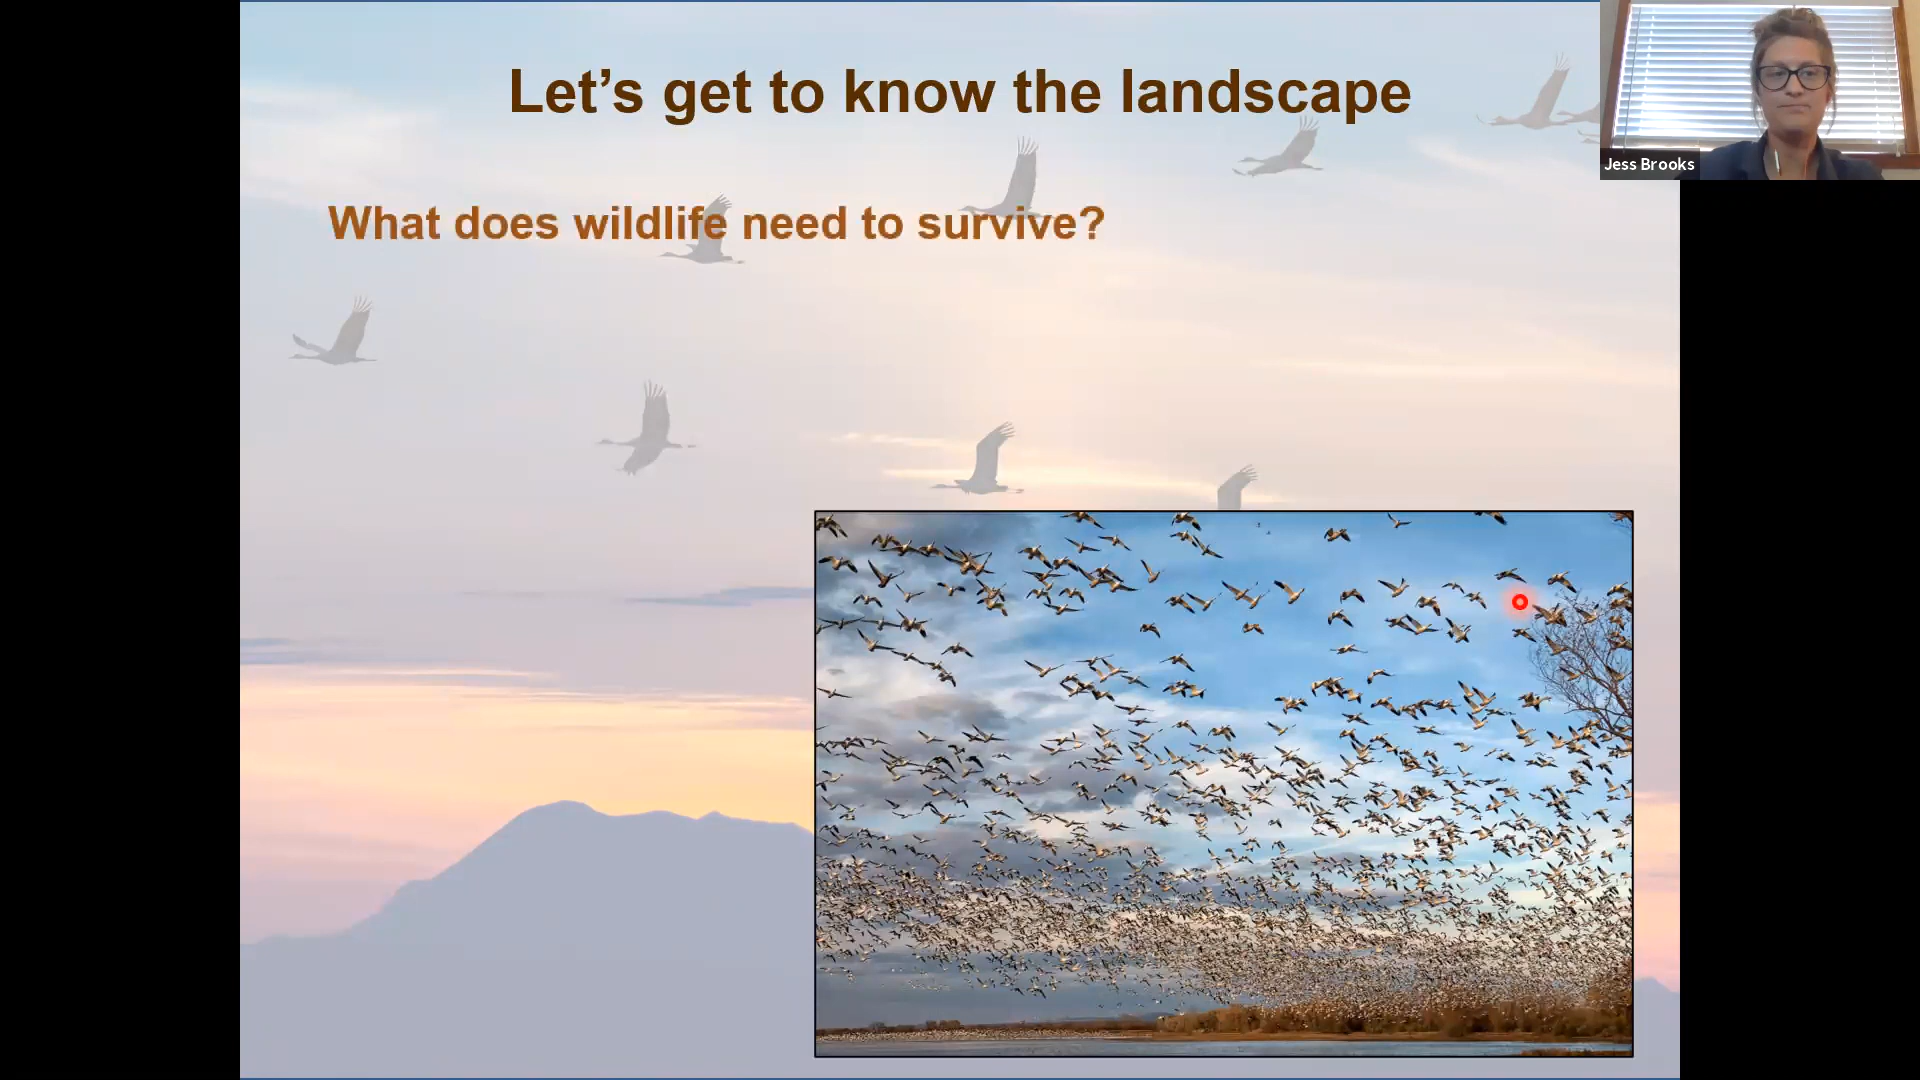 Let’s get to know the landscape
What does wildlife need to survive?
Jess Brooks